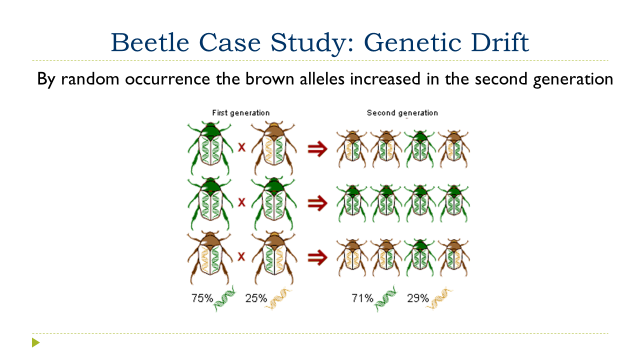 Beetle Case Study: Genetic Drift
By random occurrence the brown alleles increased in the second generation
First generation
Second generation
x
x
x
75% 25% 71% 29%